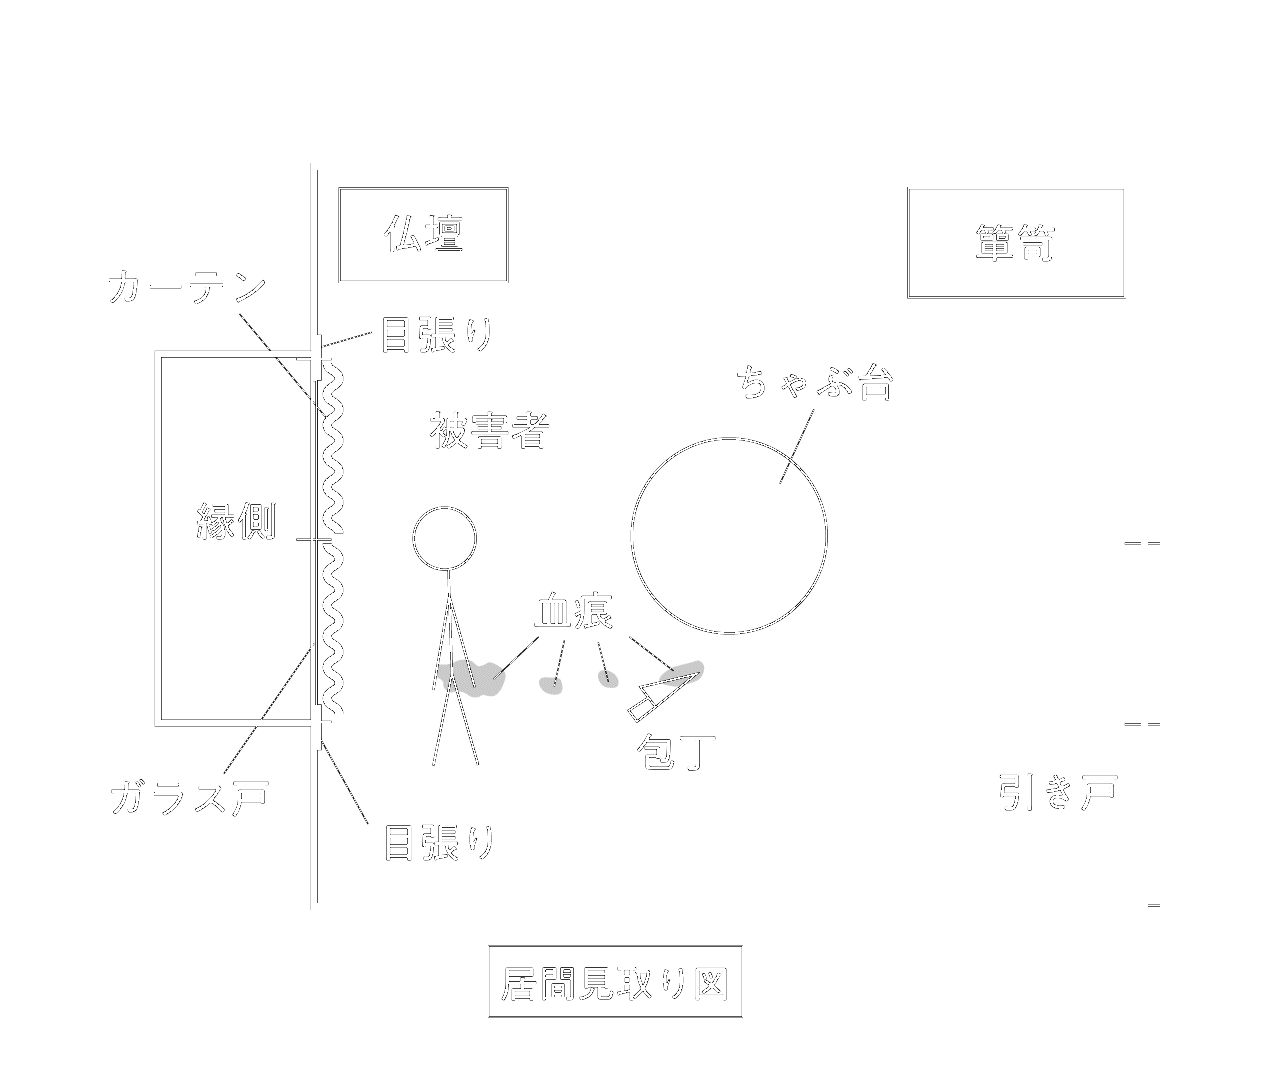 仏壇
箪笥
カーテン
目張り
ちゃぶ台
被害者
縁側
血痕
包丁
ガラス戸
引き戸
目張り
居間見取り図